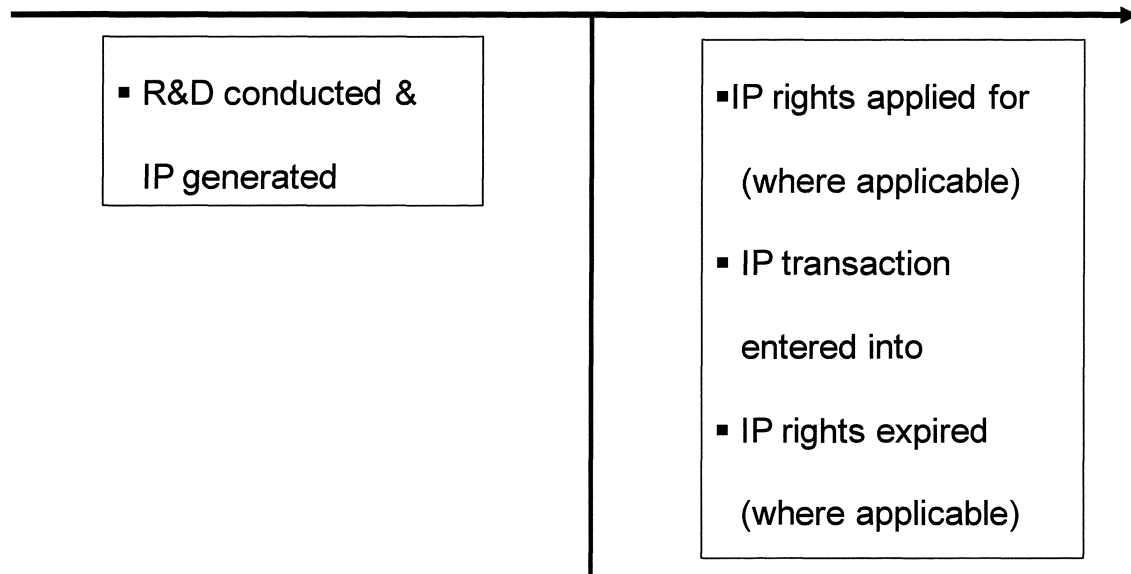 ▪ R&D conducted &
IP generated
▪IP rights applied for
(where applicable)
▪ IP transaction
entered into
▪ IP rights expired
(where applicable)